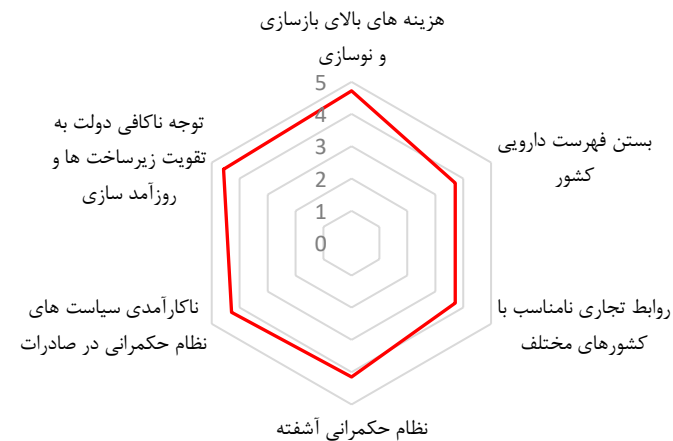 هزینه های بالای بازسازی
و نوسازی
بستن فهرست دارویی
کشور
روابط تجاری نامناسب با
کشورهای مختلف
نظام حکمرانی آشفته
ناکارآمدی سیاست های
نظام حکمرانی در صادرات
توجه ناکافی دولت به
تقویت زیرساخت ها و
روزآمد سازی
5
4
3
2
1
0